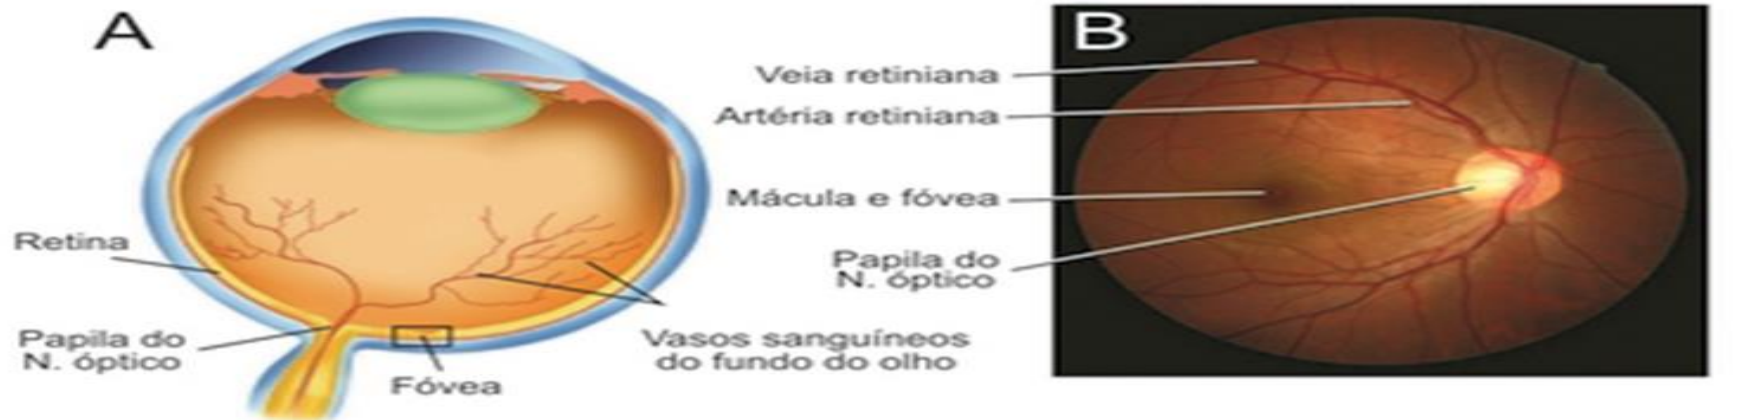 A
Retina
Papila do
N. óptico
Fóvea
Vasos sanguíneos
do fundo do olho
B
Veia retiniana
Artéria retiniana
Mácula e fóvea
Papila do
N. óptico